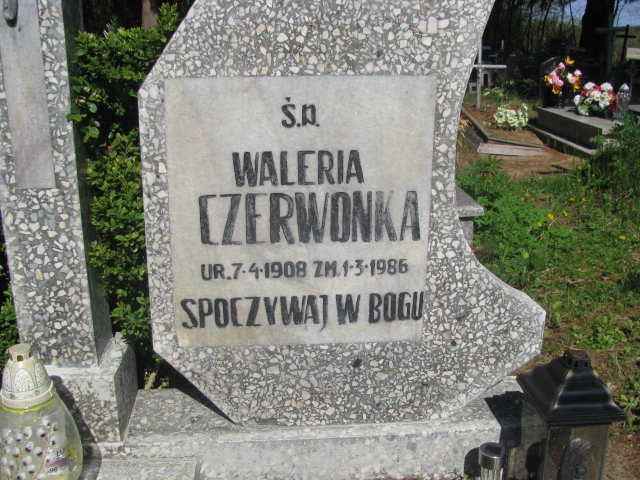 Ś.P.
WALERIA
CZERWONKA
UR.7-4-1908 ZM.1-3-1986
SPOCZYWAJ W BOGU